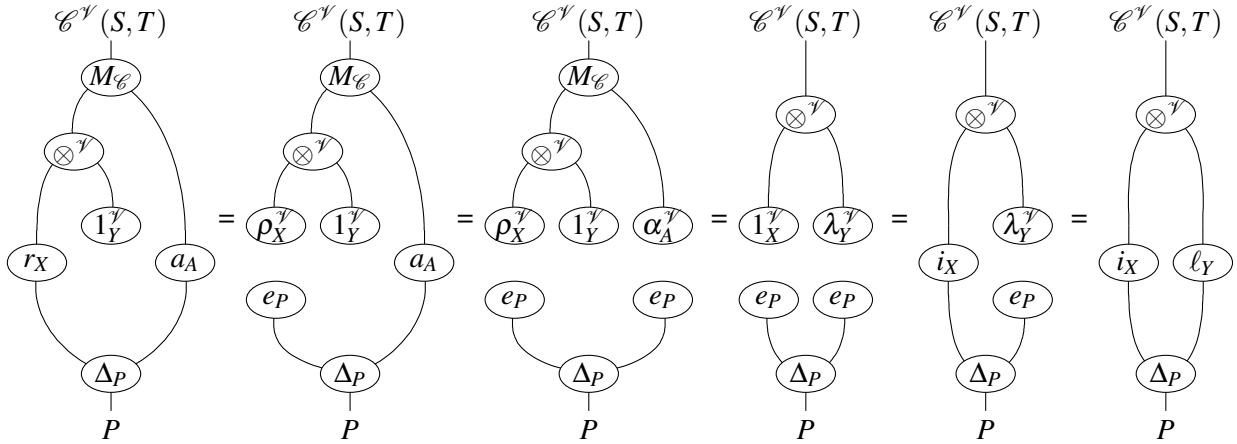 𝒞^𝒱(S,T) 𝒞^𝒱(S,T) 𝒞^𝒱(S,T) 𝒞^𝒱(S,T) 𝒞^𝒱(S,T) 𝒞^𝒱(S,T)
M_𝒞 M_𝒞 M_𝒞
⊗^𝒱 ⊗^𝒱 ⊗^𝒱
⊗^𝒱 ⊗^𝒱 ⊗^𝒱
1_Y^𝒱 = ρ_X^𝒱 1_Y^𝒱 = ρ_X^𝒱 1_Y^𝒱 α_A^𝒱 = 1_X^𝒱 λ_Y^𝒱 = λ_Y^𝒱 =
r_X a_A a_A i_X i_X ℓ_Y
e_P e_P e_P e_P e_P e_P
Δ_P Δ_P Δ_P Δ_P Δ_P Δ_P
P P P P P P